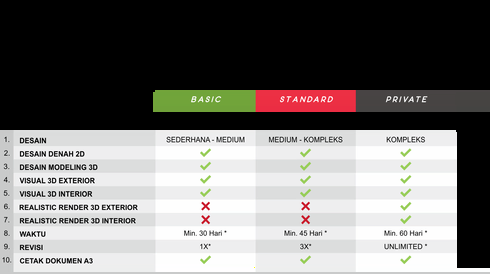 BASIC STANDARD PRIVATE
1. DESAIN SEDERHANA - MEDIUM MEDIUM - KOMPLEKS KOMPLEKS
2. DESAIN DENAH 2D
3. DESAIN MODELING 3D
4. VISUAL 3D EXTERIOR
5. VISUAL 3D INTERIOR
6. REALISTIC RENDER 3D EXTERIOR
7. REALISTIC RENDER 3D INTERIOR
8. WAKTU Min. 30 Hari * Min. 45 Hari * Min. 60 Hari *
9. REVISI 1X* 3X* UNLIMITED *
10. CETAK DOKUMEN A3